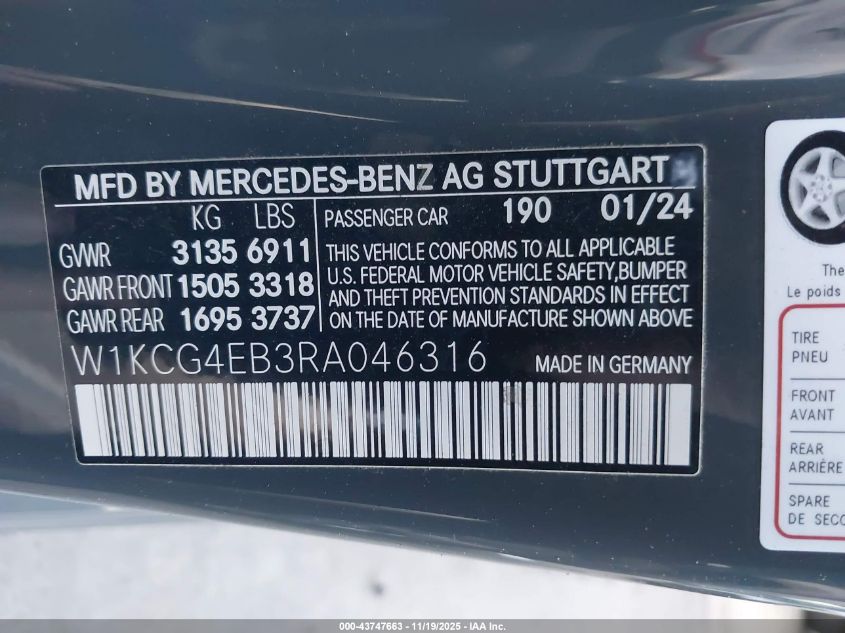 MFD BY MERCEDES-BENZ AG STUTTGART
KG LBS
GVWR 3135 6911
GAWR FRONT 1505 3318
GAWR REAR 1695 3737
PASSENGER CAR 190 01/24
THIS VEHICLE CONFORMS TO ALL APPLICABLE
U.S. FEDERAL MOTOR VEHICLE SAFETY,BUMPER
AND THEFT PREVENTION STANDARDS IN EFFECT
ON THE DATE OF MANUFACTURE SHOWN ABOVE
W1KCG4EB3RA046316 MADE IN GERMANY
The
Le poids
TIRE
PNEU
FRONT
AVANT
REAR
ARRIÈRE
SPARE
DE
000-43747663 - 11/19/2025 - IAA Inc.